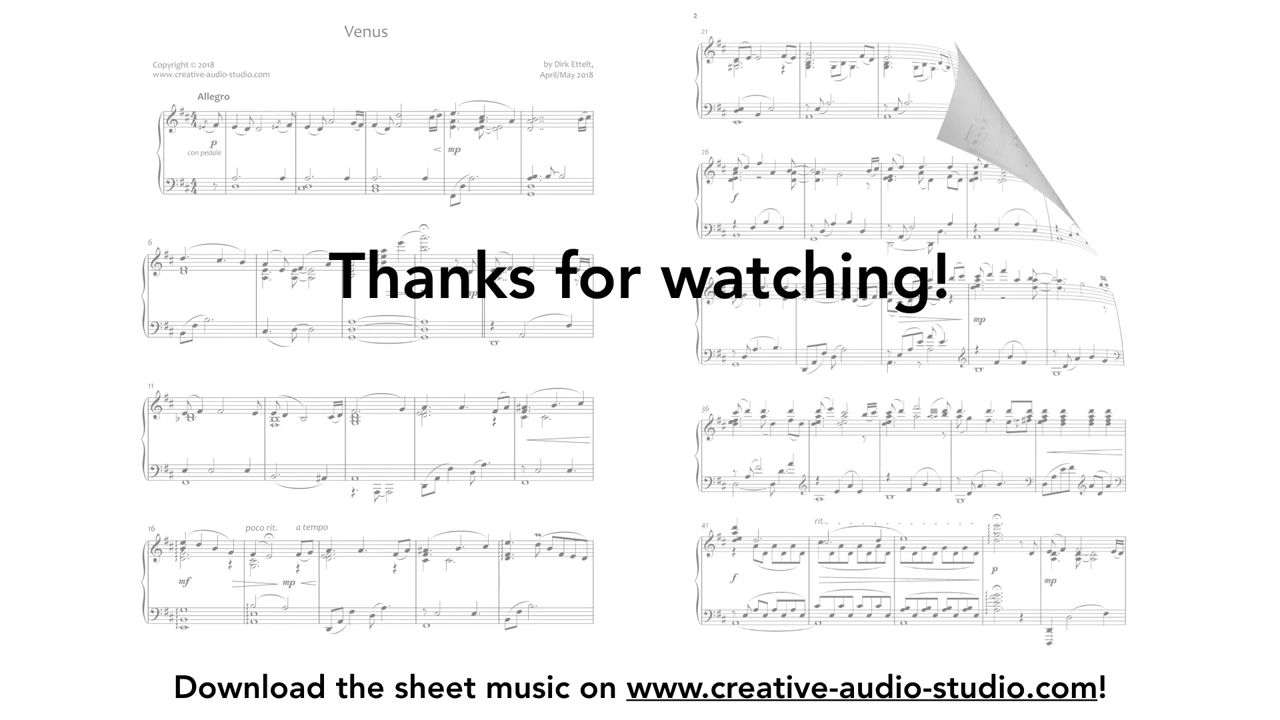 Venus
Copyright © 2018
www.creative-audio-studio.com
by Dirk Ettelt,
April/May 2018
Allegro
p
con pedale
mp
6
11
16
poco rit.
a tempo
mf
mp
2
21
26
f
mp
36
41
rit...
f
p
mp
Thanks for watching!
Download the sheet music on www.creative-audio-studio.com!